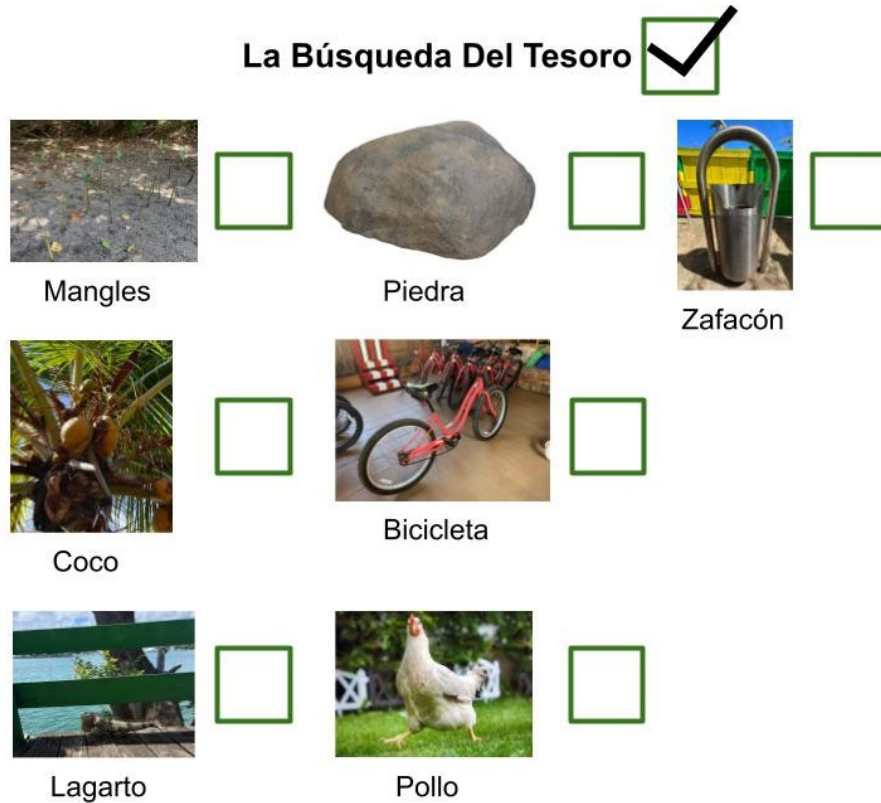 La Búsqueda Del Tesoro
Mangles
Piedra
Zafacón
Coco
Bicicleta
Lagarto
Pollo